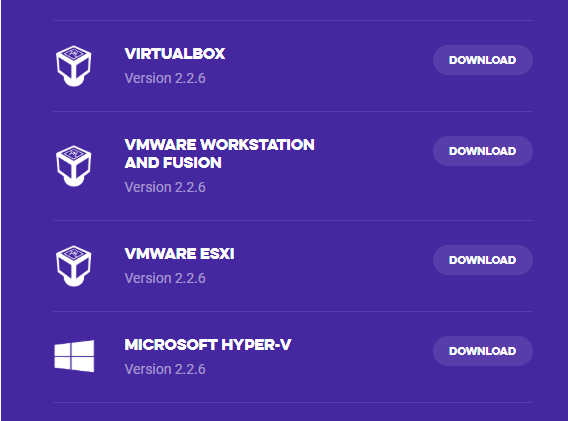 VIRTUALBOX
Version 2.2.6
DOWNLOAD
VMWARE WORKSTATION
AND FUSION
Version 2.2.6
DOWNLOAD
VMWARE ESXI
Version 2.2.6
DOWNLOAD
MICROSOFT HYPER-V
Version 2.2.6
DOWNLOAD